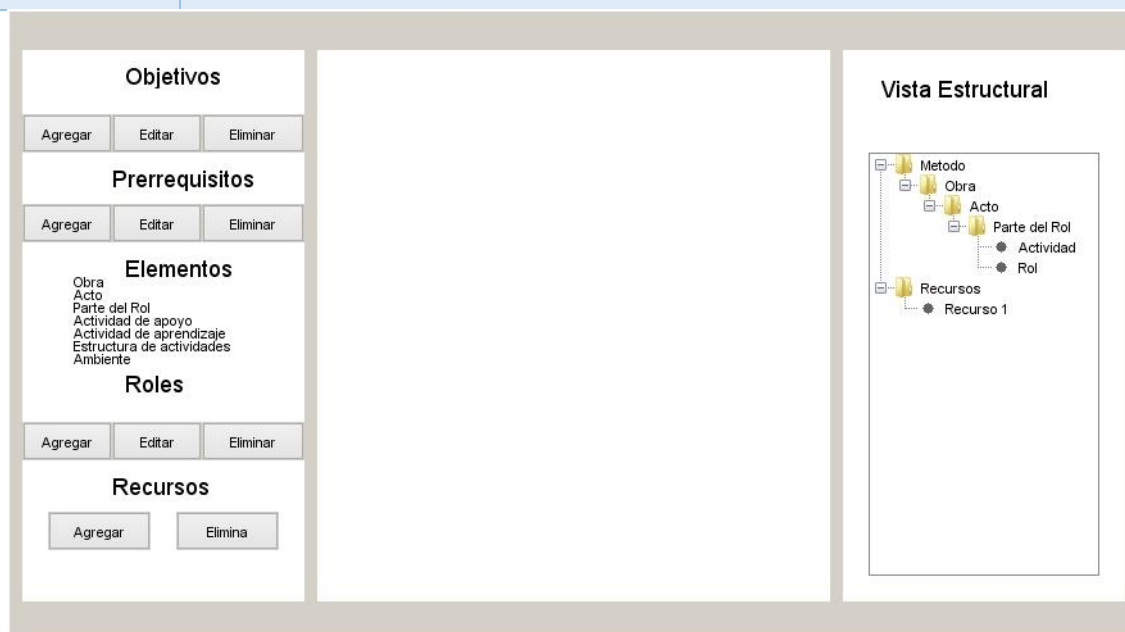 Objetivos
Agregar Editar Eliminar
Prerrequisitos
Agregar Editar Eliminar
Elementos
Obra
Acto
Parte del Rol
Actividad de apoyo
Actividad de aprendizaje
Estructura de actividades
Ambiente
Roles
Agregar Editar Eliminar
Recursos
Agregar Elimina
Vista Estructural
Metodo
Obra
Acto
Parte del Rol
Actividad
Rol
Recursos
Recurso 1